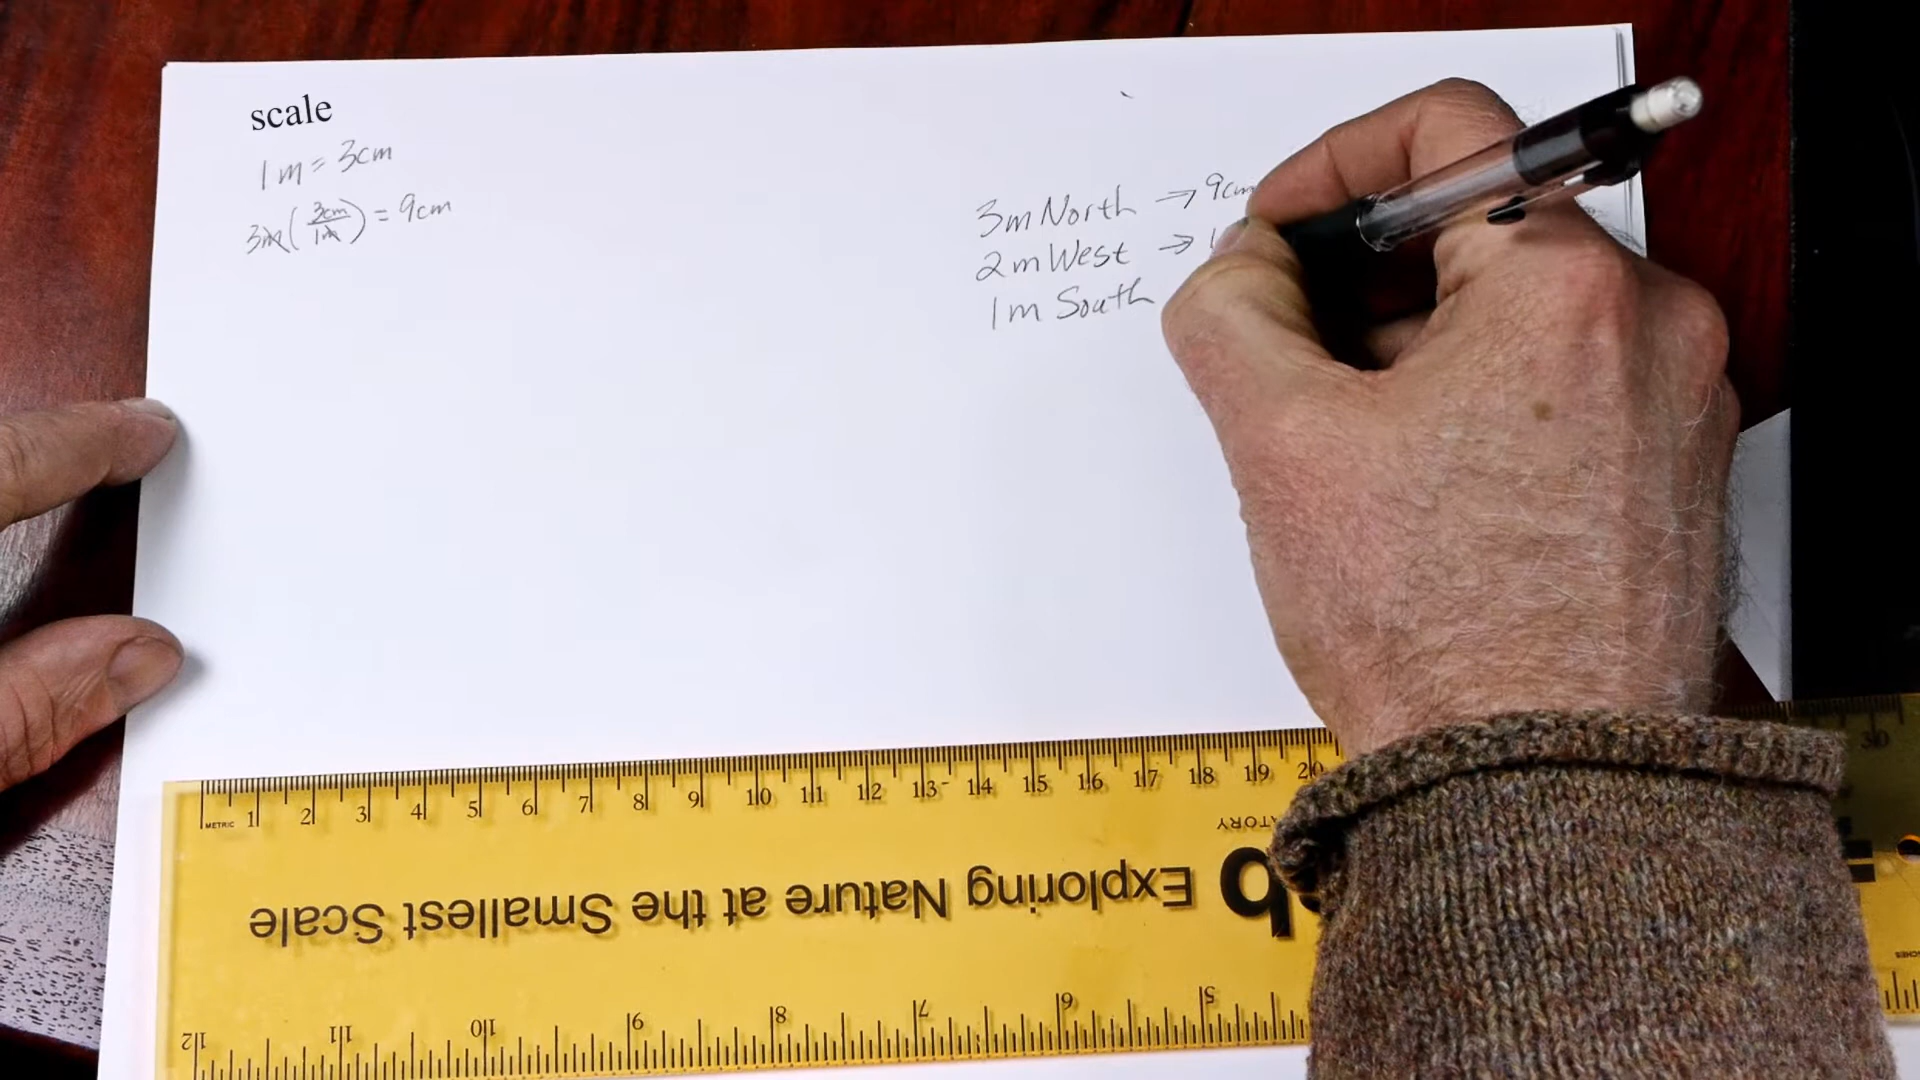 scale
1m = 3cm
3m(3cm/1m) = 9cm
3m North → 9cm
2m West →
1m South
METRIC 1 2 3 4 5 6 7 8 9 10 11 12 13 14 15 16 17 18 19 20 30
Exploring Nature at the Smallest Scale
12 11 10 9 8 7 6 5